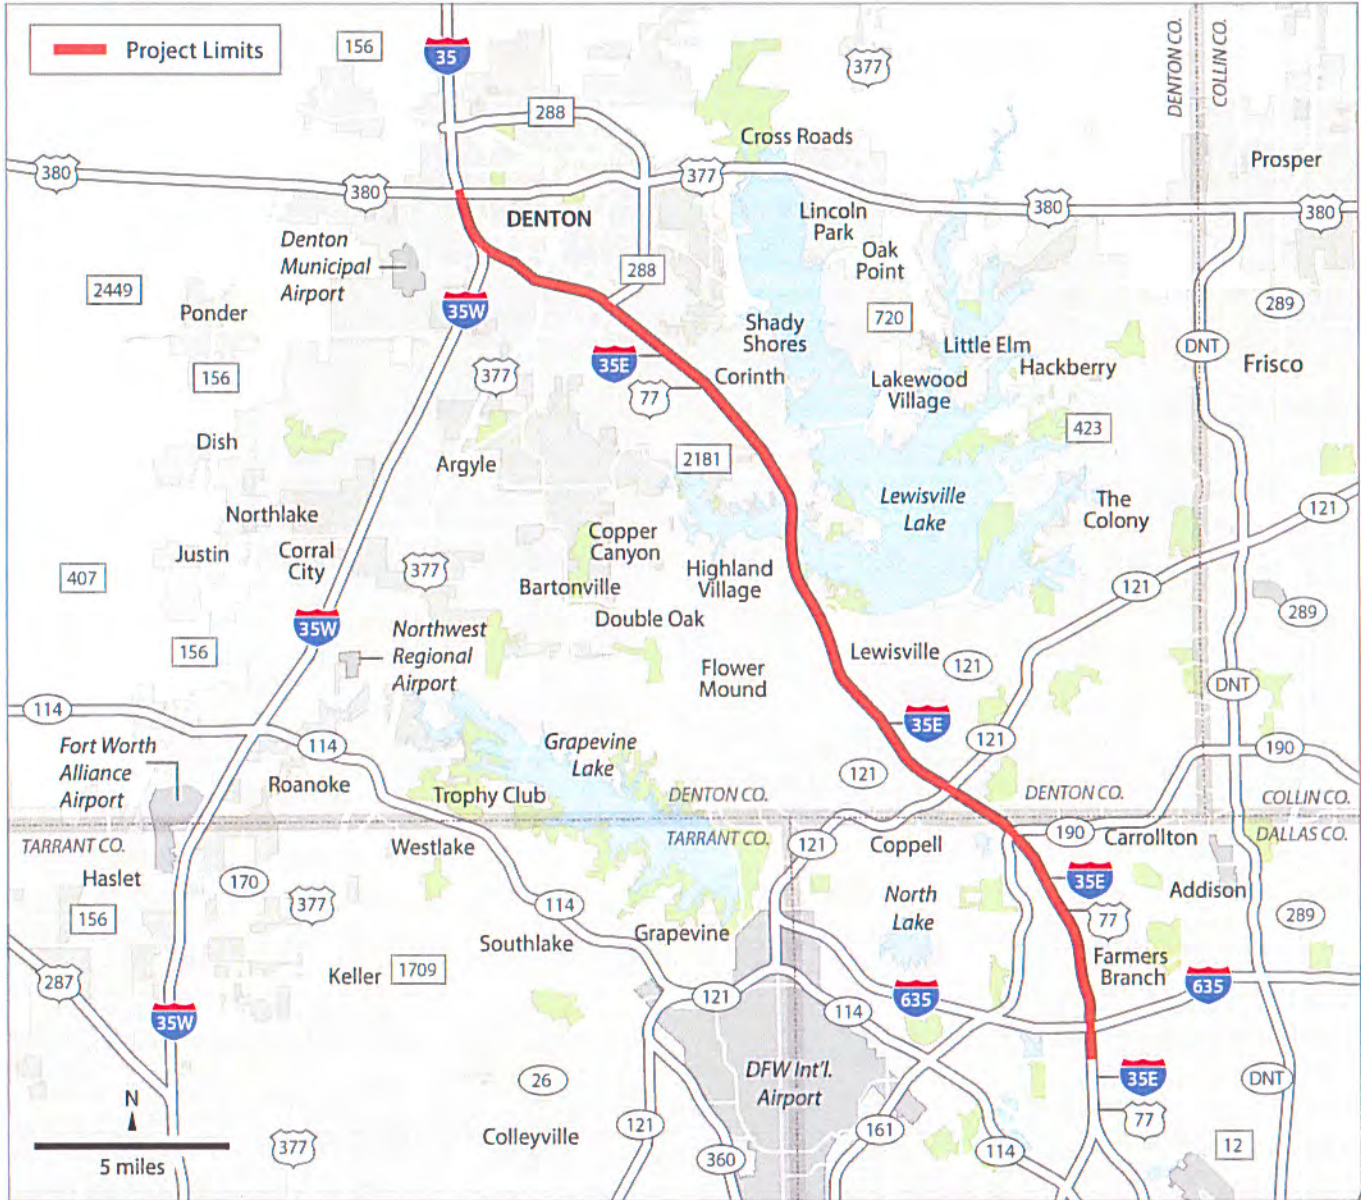 Project Limits
156
35
377
DENTON CO.
COLLIN CO.
288
Cross Roads
Prosper
380
380
377
380
380
DENTON
Lincoln
Park
Oak
Point
Denton
Municipal
Airport
288
2449
Ponder
35W
289
720
Shady
Shores
DNT
Little Elm
Hackberry
Frisco
35E
377
156
Corinth
77
Lakewood
Village
423
Dish
Argyle
2181
Lewisville
Lake
The
Colony
121
Northlake
Justin
Corral
City
Copper
Canyon
377
407
Highland
Village
Bartonville
121
289
Double Oak
35W
Northwest
Regional
Airport
156
Lewisville
121
Flower
Mound
DNT
114
35E
121
190
114
Fort Worth
Alliance
Airport
Grapevine
Lake
121
Roanoke
Trophy Club
DENTON CO.
DENTON CO.
COLLIN CO.
TARRANT CO.
TARRANT CO.
DALLAS CO.
190
Carrollton
Westlake
121
Coppell
Haslet
170
35E
Addison
377
114
North
Lake
156
77
289
Southlake
Grapevine
Farmers
Branch
Keller
1709
287
635
635
121
114
35W
DFW Int'l.
Airport
26
35E
DNT
N
77
121
161
5 miles
377
Colleyville
360
114
12